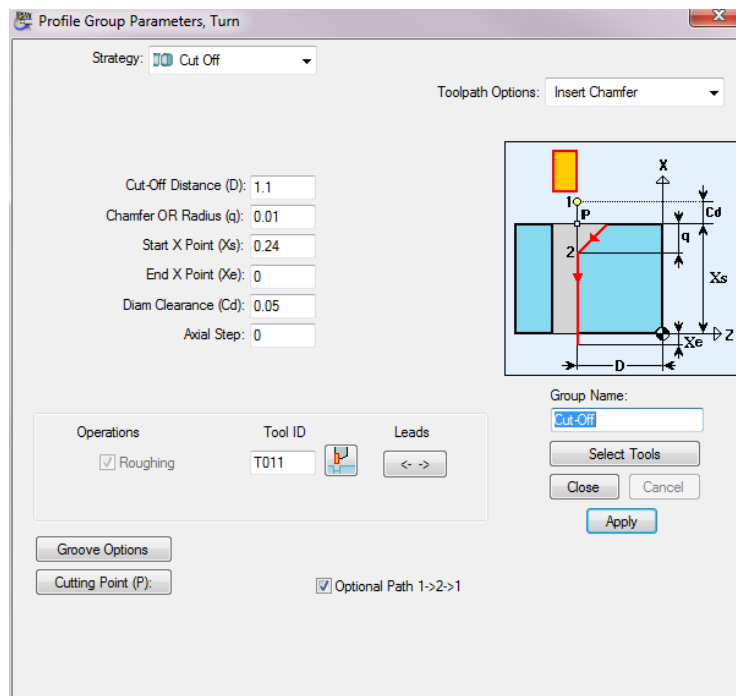 Profile Group Parameters, Turn
Strategy: Cut Off
Toolpath Options: Insert Chamfer
Cut-Off Distance (D): 1.1
Chamfer OR Radius (q): 0.01
Start X Point (Xs): 0.24
End X Point (Xe): 0
Diam Clearance (Cd): 0.05
Axial Step: 0
X
1
P
Cd
q
2
Xs
Z
Xe
D
Group Name:
Cut-Off
Operations Tool ID Leads
Roughing T011 <- ->
Select Tools
Close Cancel
Apply
Groove Options
Cutting Point (P): Optional Path 1->2->1